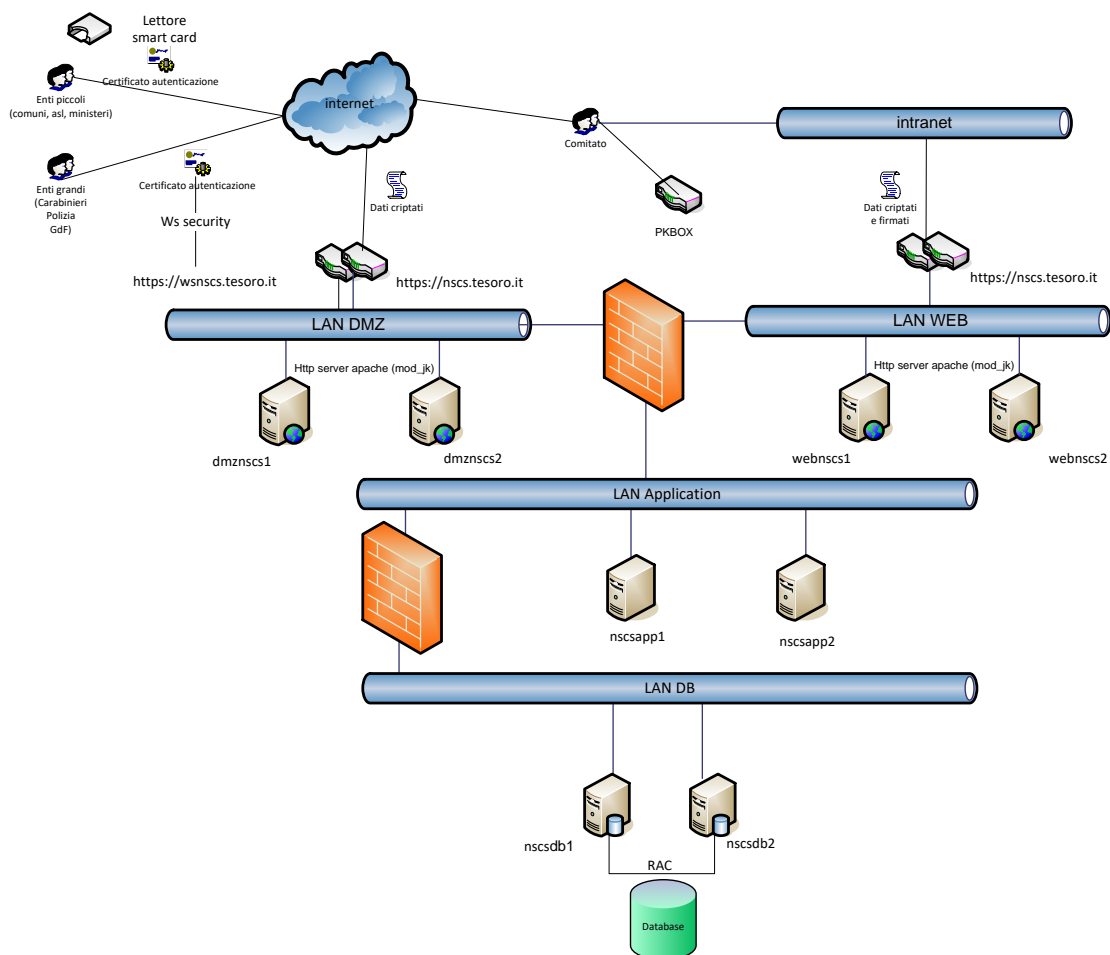 Lettore
smart card
Certificato autenticazione
Enti piccoli
(comuni, asl, ministeri)
internet
Comitato
intranet
Enti grandi
(Carabinieri
Polizia
GdF)
Certificato autenticazione
Ws security
Dati criptati
PKBOX
Dati criptati
e firmati
https://wsnscs.tesoro.it
https://nscs.tesoro.it
https://nscs.tesoro.it
LAN DMZ
LAN WEB
Http server apache (mod_jk)
Http server apache (mod_jk)
dmznscs1
dmznscs2
webnscs1
webnscs2
LAN Application
nscsapp1
nscsapp2
LAN DB
nscsdb1
nscsdb2
RAC
Database